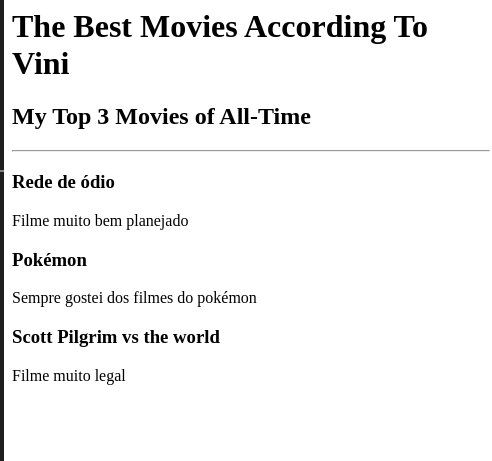 The Best Movies According To
Vini
My Top 3 Movies of All-Time
Rede de ódio
Filme muito bem planejado
Pokémon
Sempre gostei dos filmes do pokémon
Scott Pilgrim vs the world
Filme muito legal